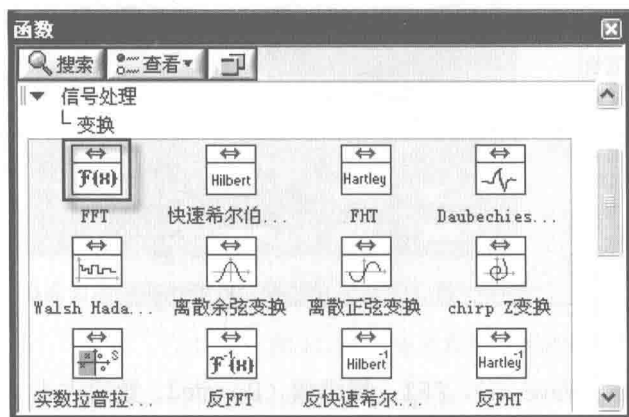 函数
搜索 查看
信号处理
变换
F(x) Hilbert Hartley
FFT 快速希尔伯... FHT Daubechies...
Walsh Hada... 离散余弦变换 离散正弦变换 chirp Z变换
S F⁻¹(x) Hilbert⁻¹ Hartley⁻¹
实数拉普拉... 反FFT 反快速希尔... 反FHT